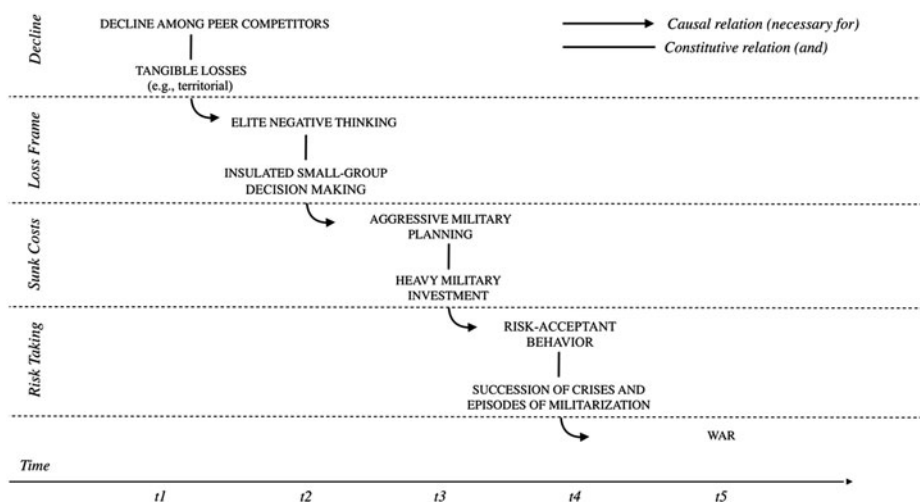 DECLINE AMONG PEER COMPETITORS
Causal relation (necessary for)
Constitutive relation (and)
Decline
TANGIBLE LOSSES
(e.g., territorial)
Loss Frame
ELITE NEGATIVE THINKING
INSULATED SMALL-GROUP
DECISION MAKING
Sunk Costs
AGGRESSIVE MILITARY
PLANNING
HEAVY MILITARY
INVESTMENT
Risk Taking
RISK-ACCEPTANT
BEHAVIOR
SUCCESSION OF CRISES AND
EPISODES OF MILITARIZATION
WAR
Time
t1 t2 t3 t4 t5